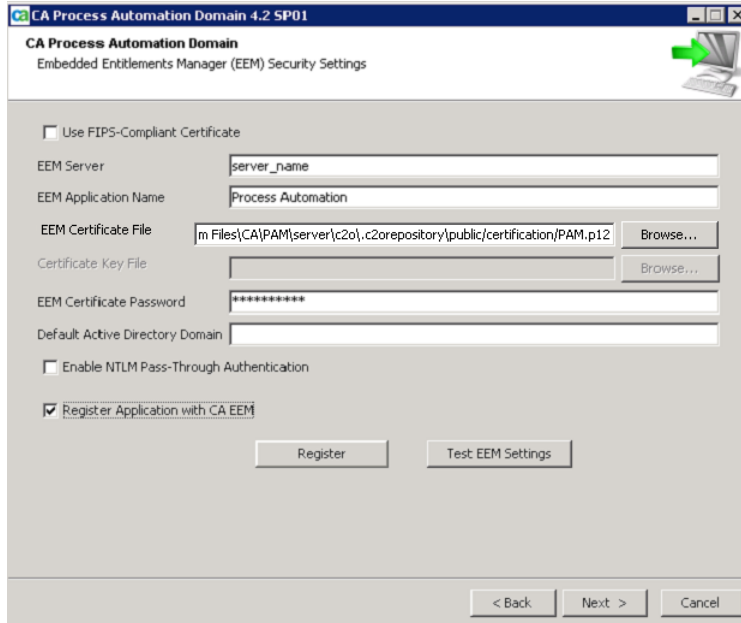 ca CA Process Automation Domain 4.2 SP01
CA Process Automation Domain
Embedded Entitlements Manager (EEM) Security Settings
Use FIPS-Compliant Certificate
EEM Server server_name
EEM Application Name Process Automation
EEM Certificate File m Files\CA\PAM\server\c2o\.c2orepository\public/certification/PAM.p12 Browse...
Certificate Key File Browse...
EEM Certificate Password **********
Default Active Directory Domain
Enable NTLM Pass-Through Authentication
Register Application with CA EEM
Register Test EEM Settings
< Back Next > Cancel